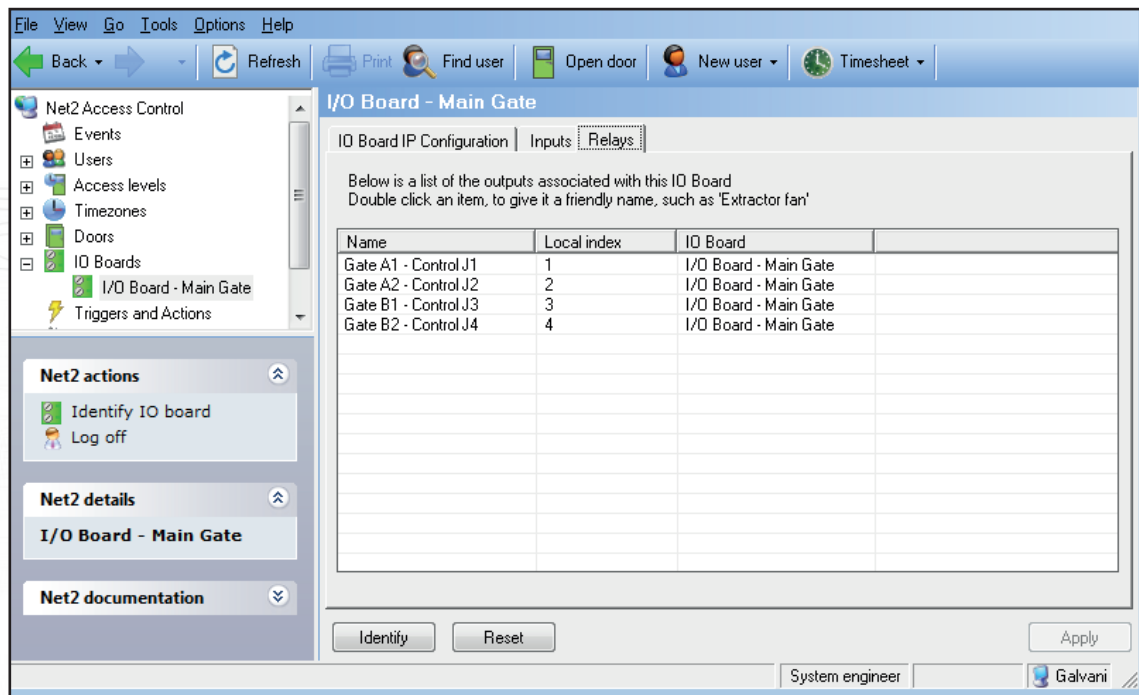 File View Go Tools Options Help
Back Refresh Print Find user Open door New user Timesheet
Net2 Access Control
Events
Users
Access levels
Timezones
Doors
IO Boards
I/O Board - Main Gate
Triggers and Actions
Net2 actions
Identify IO board
Log off
Net2 details
I/O Board - Main Gate
Net2 documentation
I/O Board - Main Gate
IO Board IP Configuration Inputs Relays
Below is a list of the outputs associated with this IO Board
Double click an item, to give it a friendly name, such as 'Extractor fan'
Name Local index IO Board
Gate A1 - Control J1 1 I/O Board - Main Gate
Gate A2 - Control J2 2 I/O Board - Main Gate
Gate B1 - Control J3 3 I/O Board - Main Gate
Gate B2 - Control J4 4 I/O Board - Main Gate
Identify Reset Apply
System engineer Galvani